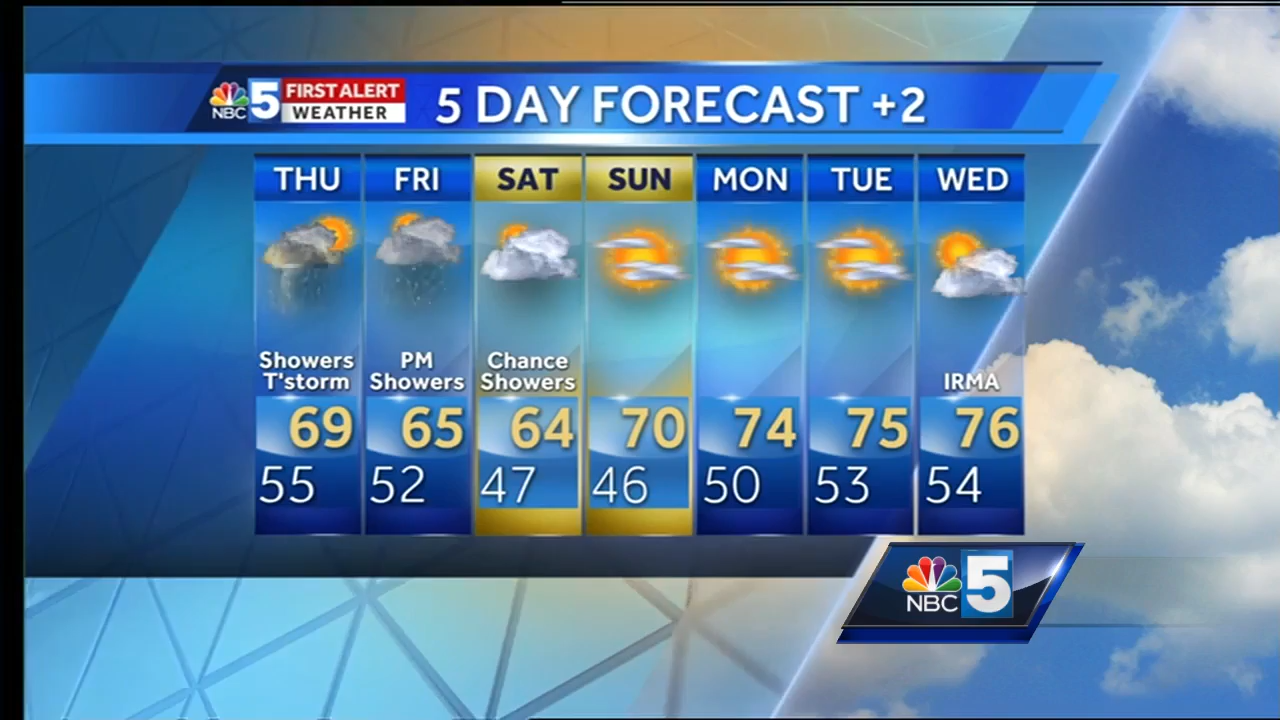 NBC 5 FIRST ALERT
WEATHER
5 DAY FORECAST +2
THU FRI SAT SUN MON TUE WED
Showers PM Chance
T'storm Showers Showers IRMA
69 65 64 70 74 75 76
55 52 47 46 50 53 54
NBC 5